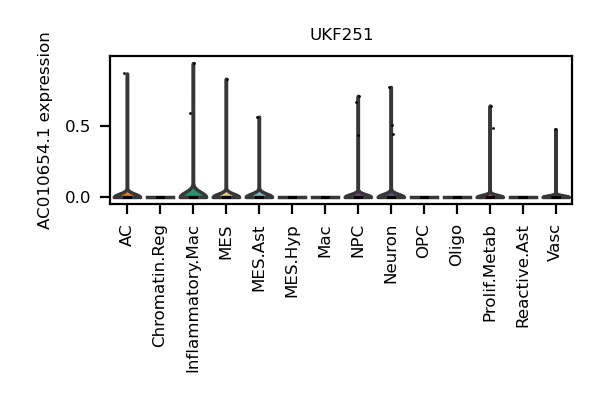 UKF251
AC010654.1 expression
0.5
0.0
AC
Chromatin.Reg
Inflammatory.Mac
MES
MES.Ast
MES.Hyp
Mac
NPC
Neuron
OPC
Oligo
Prolif.Metab
Reactive.Ast
Vasc